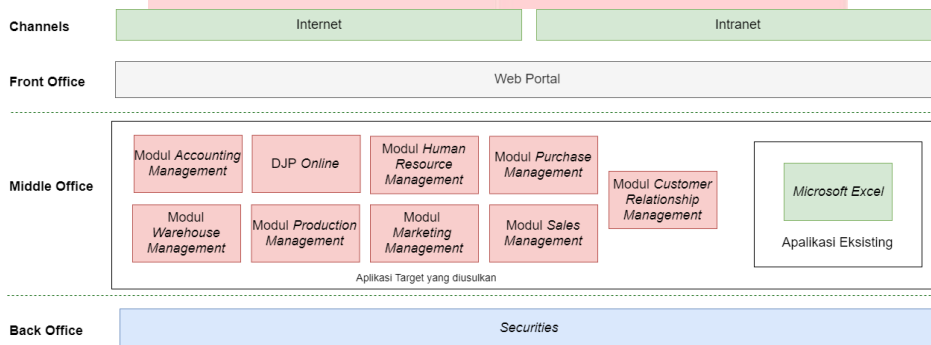 Channels
Internet
Intranet
Front Office
Web Portal
Middle Office
Modul Accounting
Management
DJP Online
Modul Human
Resource
Management
Modul Purchase
Management
Modul Customer
Relationship
Management
Modul
Warehouse
Management
Modul Production
Management
Modul
Marketing
Management
Modul Sales
Management
Microsoft Excel
Apalikasi Eksisting
Aplikasi Target yang diusulkan
Back Office
Securities